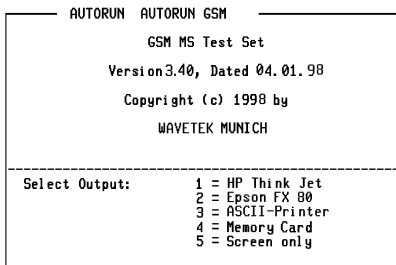 AUTORUN AUTORUN GSM
GSM MS Test Set
Version 3.40, Dated 04.01.98
Copyright (c) 1998 by
WAVETEK MUNICH
Select Output: 1 = HP Think Jet
2 = Epson FX 80
3 = ASCII-Printer
4 = Memory Card
5 = Screen only